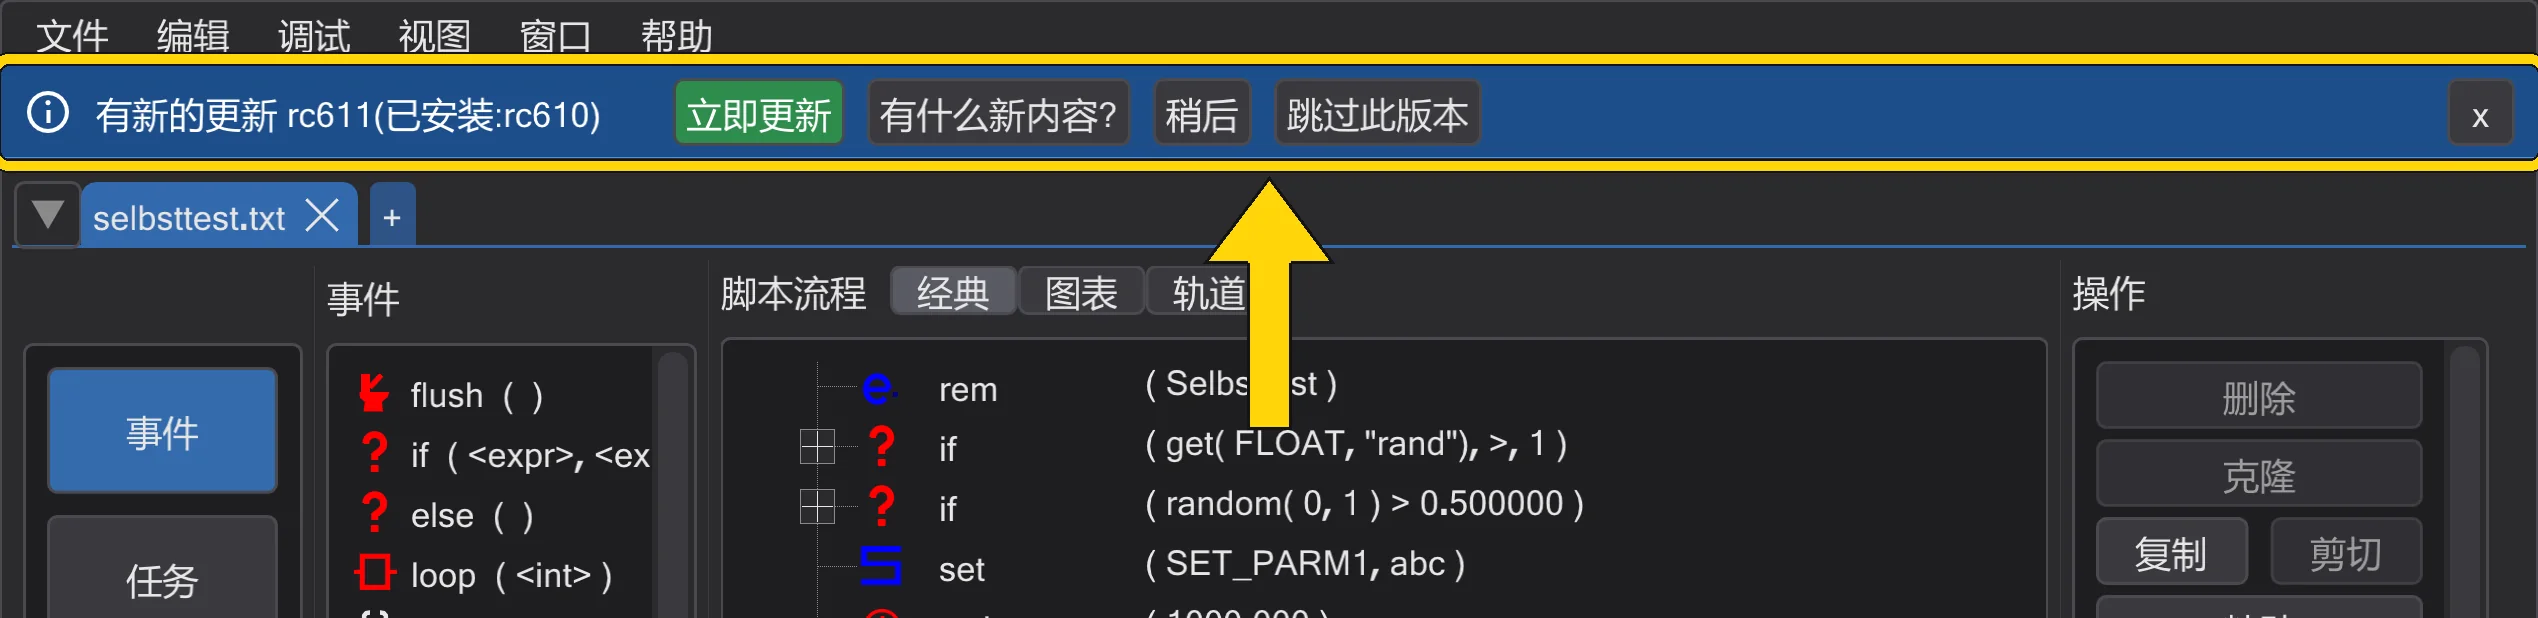 文件 编辑 调试 视图 窗口 帮助
有新的更新 rc611(已安装:rc610) 立即更新 有什么新内容? 稍后 跳过此版本 x
selbsttest.txt +
事件
脚本流程 经典 图表 轨道
操作
事件
任务
flush ( )
if ( <expr>, <ex
else ( )
loop ( <int> )
rem
if ( get( FLOAT, "rand"), >, 1 )
if ( random( 0, 1 ) > 0.500000 )
set ( SET_PARM1, abc )
删除
克隆
复制 剪切